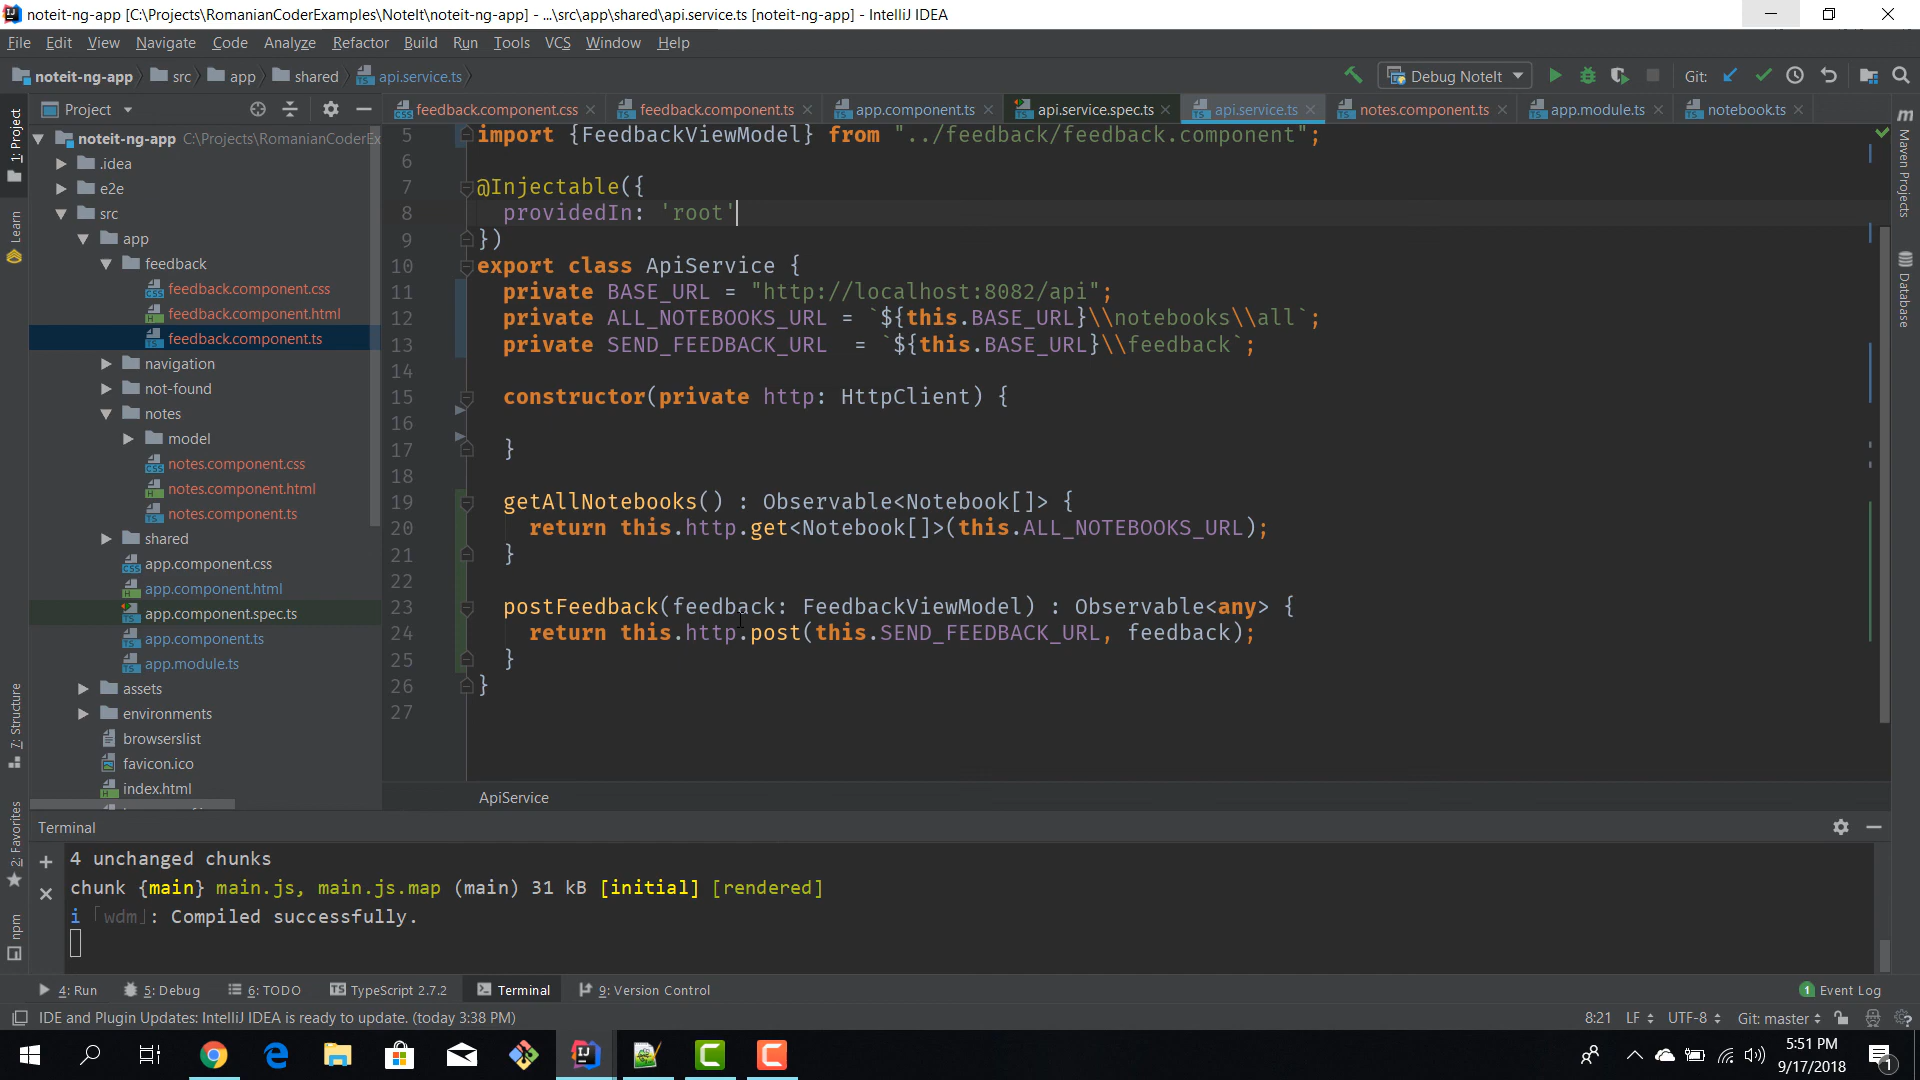 noteit-ng-app [C:\Projects\RomanianCoderExamples\NoteIt\noteit-ng-app] - ...\src\app\shared\api.service.ts [noteit-ng-app] - IntelliJ IDEA
File Edit View Navigate Code Analyze Refactor Build Run Tools VCS Window Help
noteit-ng-app src app shared api.service.ts
Debug NoteIt
Git:
Project
feedback.component.css feedback.component.ts app.component.ts api.service.spec.ts api.service.ts notes.component.ts app.module.ts notebook.ts
noteit-ng-app C:\Projects\RomanianCoderEx
.idea
e2e
src
app
feedback
feedback.component.css
feedback.component.html
feedback.component.ts
navigation
not-found
notes
model
notes.component.css
notes.component.html
notes.component.ts
shared
app.component.css
app.component.html
app.component.spec.ts
app.component.ts
app.module.ts
assets
environments
browserslist
favicon.ico
index.html
1: Project
Learn
7: Structure
2: Favorites
npm
Maven Projects
Database
5 import {FeedbackViewModel} from "../feedback/feedback.component";
6
7 @Injectable({
8 providedIn: 'root'
9 })
10 export class ApiService {
11 private BASE_URL = "http://localhost:8082/api";
12 private ALL_NOTEBOOKS_URL = `${this.BASE_URL}\\notebooks\\all`;
13 private SEND_FEEDBACK_URL = `${this.BASE_URL}\\feedback`;
14
15 constructor(private http: HttpClient) {
16
17 }
18
19 getAllNotebooks() : Observable<Notebook[]> {
20 return this.http.get<Notebook[]>(this.ALL_NOTEBOOKS_URL);
21 }
22
23 postFeedback(feedback: FeedbackViewModel) : Observable<any> {
24 return this.http.post(this.SEND_FEEDBACK_URL, feedback);
25 }
26 }
27
ApiService
Terminal
4 unchanged chunks
chunk {main} main.js, main.js.map (main) 31 kB [initial] [rendered]
i ｢wdm｣: Compiled successfully.
4: Run 5: Debug 6: TODO TypeScript 2.7.2 Terminal 9: Version Control 1 Event Log
IDE and Plugin Updates: IntelliJ IDEA is ready to update. (today 3:38 PM) 8:21 LF UTF-8 Git: master
5:51 PM
9/17/2018
1